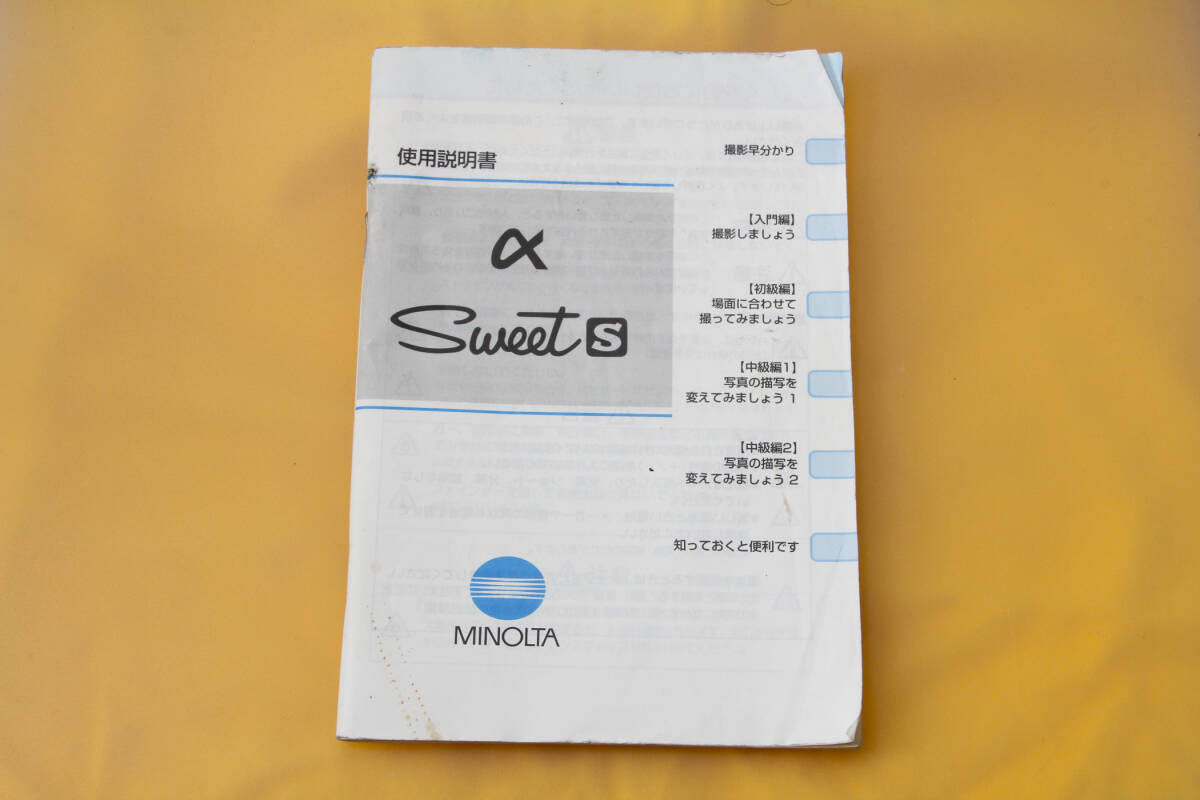 使用説明書
α
Sweet S
撮影早分かり
【入門編】
撮影しましょう
【初級編】
場面に合わせて
撮ってみましょう
【中級編1】
写真の描写を
変えてみましょう 1
【中級編2】
写真の描写を
変えてみましょう 2
知っておくと便利です
MINOLTA